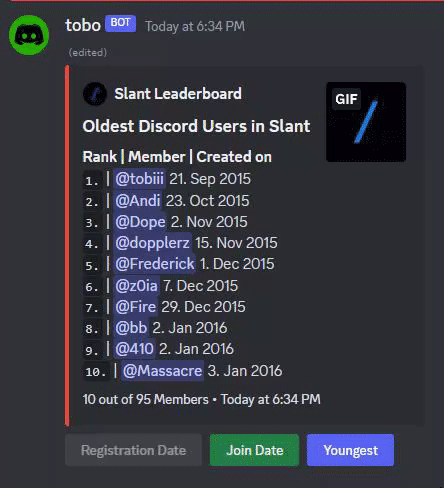 tobo BOT Today at 6:34 PM
(edited)
Slant Leaderboard
GIF
Oldest Discord Users in Slant
Rank | Member | Created on
1. | @tobiii 21. Sep 2015
2. | @Andi 23. Oct 2015
3. | @Dope 2. Nov 2015
4. | @dopplerz 15. Nov 2015
5. | @Frederick 1. Dec 2015
6. | @z0ia 7. Dec 2015
7. | @Fire 29. Dec 2015
8. | @bb 2. Jan 2016
9. | @410 2. Jan 2016
10. | @Massacre 3. Jan 2016
10 out of 95 Members • Today at 6:34 PM
Registration Date Join Date Youngest